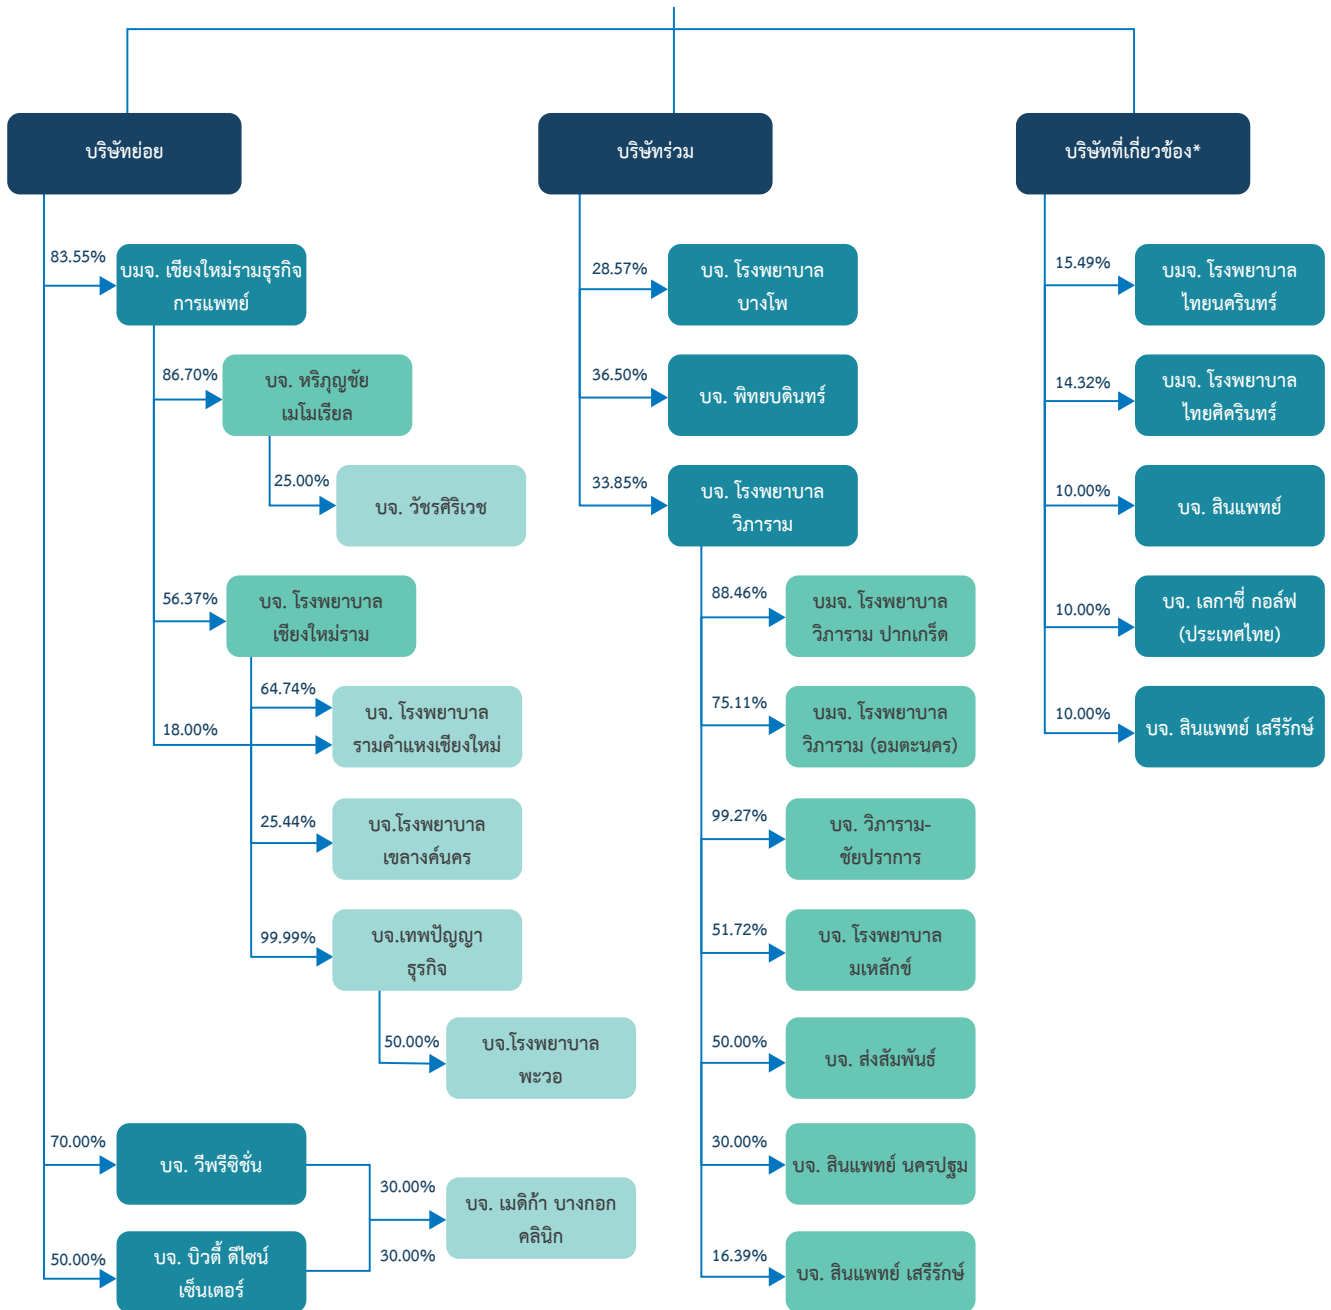 บริษัทย่อย
83.55%
บมจ. เชียงใหม่รามธุรกิจ
การแพทย์
86.70%
บจ. หริภุญชัย
เมโมเรียล
25.00%
บจ. วัชรศิริเวช
56.37%
บจ. โรงพยาบาล
เชียงใหม่ราม
64.74%
18.00%
บจ. โรงพยาบาล
รามคำแหงเชียงใหม่
25.44%
บจ.โรงพยาบาล
เขลางค์นคร
99.99%
บจ.เทพปัญญา
ธุรกิจ
50.00%
บจ.โรงพยาบาล
พะวอ
70.00%
บจ. วีพรีซิชั่น
50.00%
บจ. บิวตี้ ดีไซน์
เซ็นเตอร์
30.00%
30.00%
บจ. เมดิก้า บางกอก
คลินิก
บริษัทร่วม
28.57%
บจ. โรงพยาบาล
บางโพ
36.50%
บจ. พิทยบดินทร์
33.85%
บจ. โรงพยาบาล
วิภาราม
88.46%
บมจ. โรงพยาบาล
วิภาราม ปากเกร็ด
75.11%
บมจ. โรงพยาบาล
วิภาราม (อมตะนคร)
99.27%
บจ. วิภาราม-
ชัยปราการ
51.72%
บจ. โรงพยาบาล
มเหสักข์
50.00%
บจ. ส่งสัมพันธ์
30.00%
บจ. สินแพทย์ นครปฐม
16.39%
บจ. สินแพทย์ เสรีรักษ์
บริษัทที่เกี่ยวข้อง*
15.49%
บมจ. โรงพยาบาล
ไทยนครินทร์
14.32%
บมจ. โรงพยาบาล
ไทยศิครินทร์
10.00%
บจ. สินแพทย์
10.00%
บจ. เลกาซี่ กอล์ฟ
(ประเทศไทย)
10.00%
บจ. สินแพทย์ เสรีรักษ์